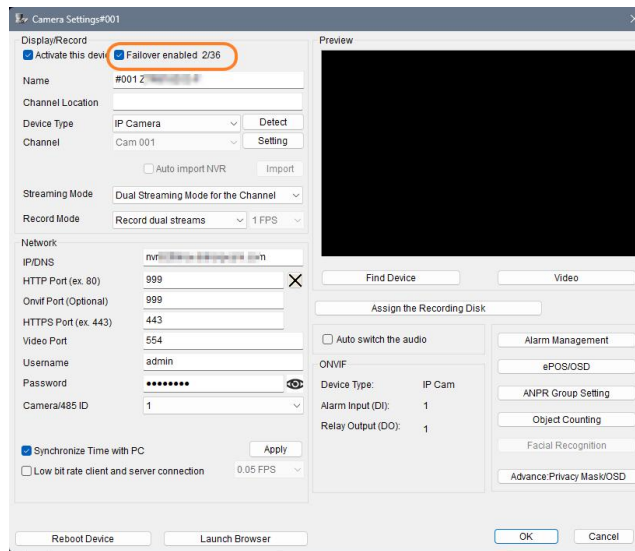 Camera Settings#001
Display/Record
Activate this devi
Failover enabled 2/36
Name #001
Channel Location
Device Type IP Camera Detect
Channel Cam 001 Setting
Auto import NVR Import
Streaming Mode Dual Streaming Mode for the Channel
Record Mode Record dual streams 1 FPS
Network
IP/DNS
HTTP Port (ex. 80) 999
Onvif Port (Optional) 999
HTTPS Port (ex. 443) 443
Video Port 554
Username admin
Password
Camera/485 ID 1
Synchronize Time with PC Apply
Low bit rate client and server connection 0.05 FPS
Reboot Device Launch Browser
Preview
Find Device Video
Assign the Recording Disk
Auto switch the audio
ONVIF
Device Type: IP Cam
Alarm Input (DI): 1
Relay Output (DO): 1
Alarm Management
ePOS/OSD
ANPR Group Setting
Object Counting
Facial Recognition
Advance:Privacy Mask/OSD
OK Cancel